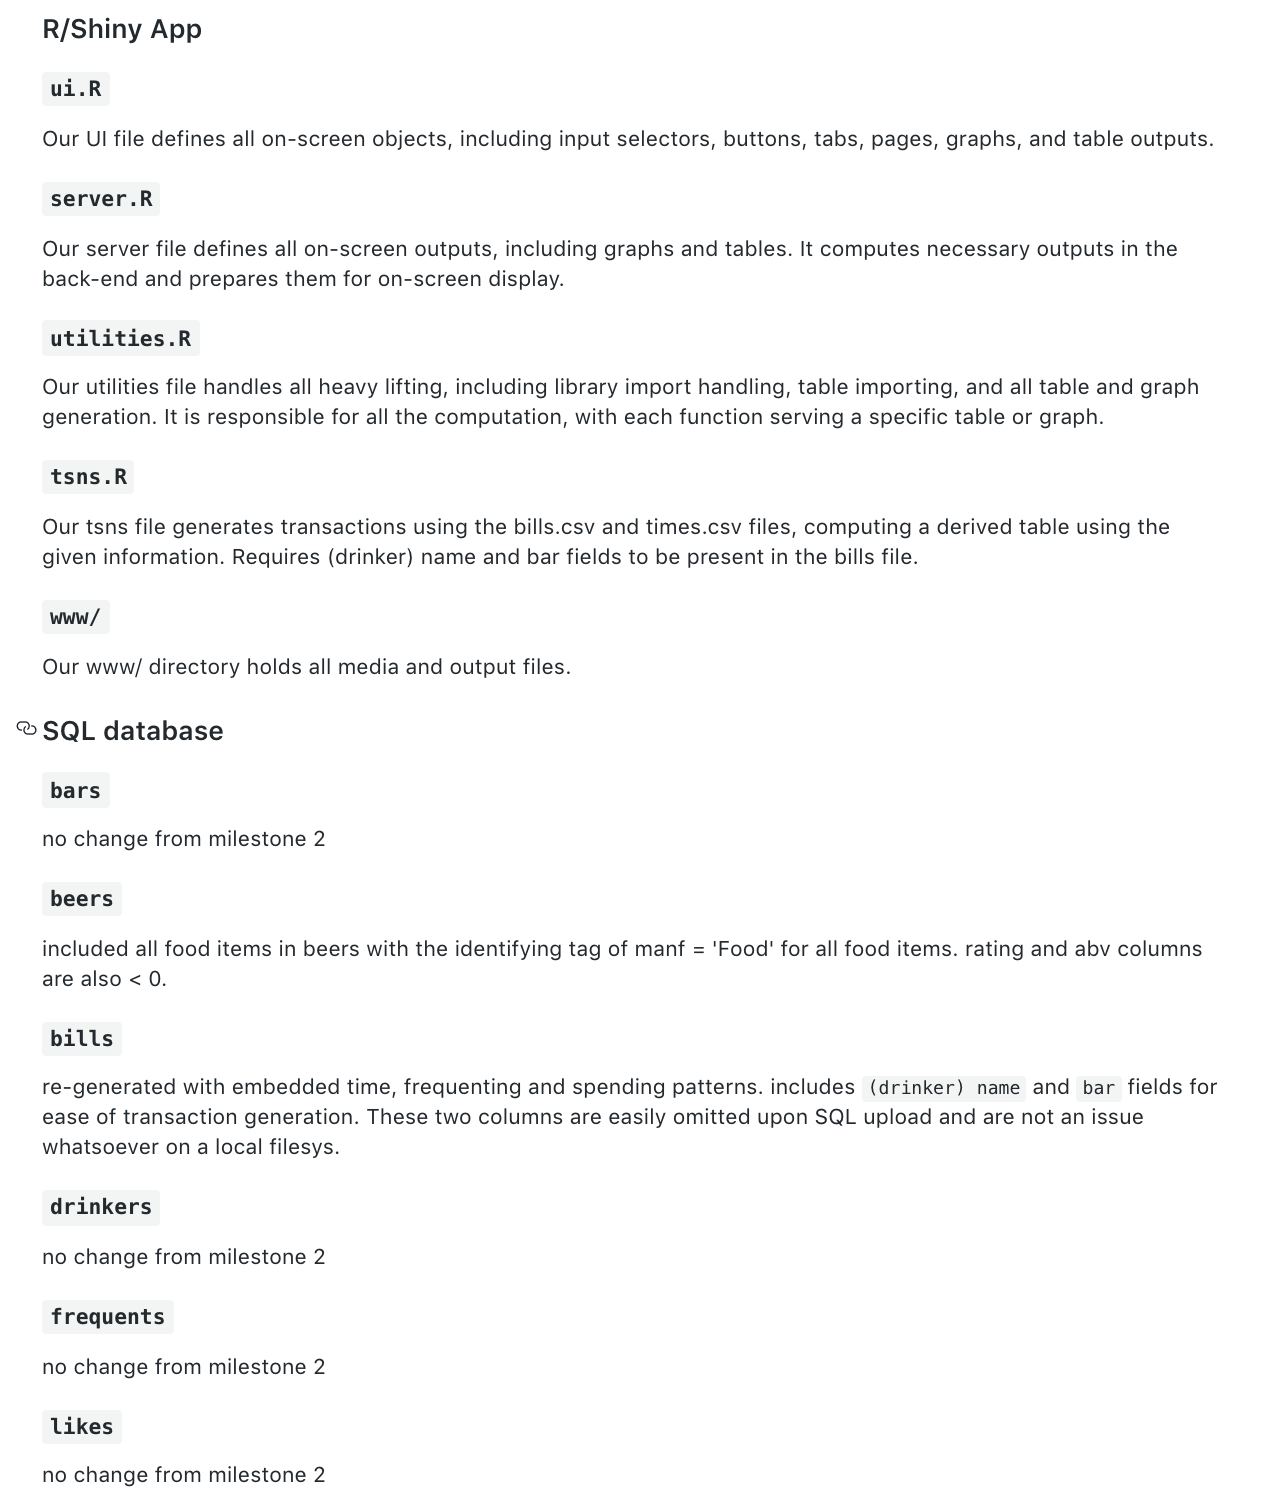 R/Shiny App
ui.R
Our UI file defines all on-screen objects, including input selectors, buttons, tabs, pages, graphs, and table outputs.
server.R
Our server file defines all on-screen outputs, including graphs and tables. It computes necessary outputs in the
back-end and prepares them for on-screen display.
utilities.R
Our utilities file handles all heavy lifting, including library import handling, table importing, and all table and graph
generation. It is responsible for all the computation, with each function serving a specific table or graph.
tsns.R
Our tsns file generates transactions using the bills.csv and times.csv files, computing a derived table using the
given information. Requires (drinker) name and bar fields to be present in the bills file.
www/
Our www/ directory holds all media and output files.
SQL database
bars
no change from milestone 2
beers
included all food items in beers with the identifying tag of manf = 'Food' for all food items. rating and abv columns
are also < 0.
bills
re-generated with embedded time, frequenting and spending patterns. includes (drinker) name and bar fields for
ease of transaction generation. These two columns are easily omitted upon SQL upload and are not an issue
whatsoever on a local filesys.
drinkers
no change from milestone 2
frequents
no change from milestone 2
likes
no change from milestone 2